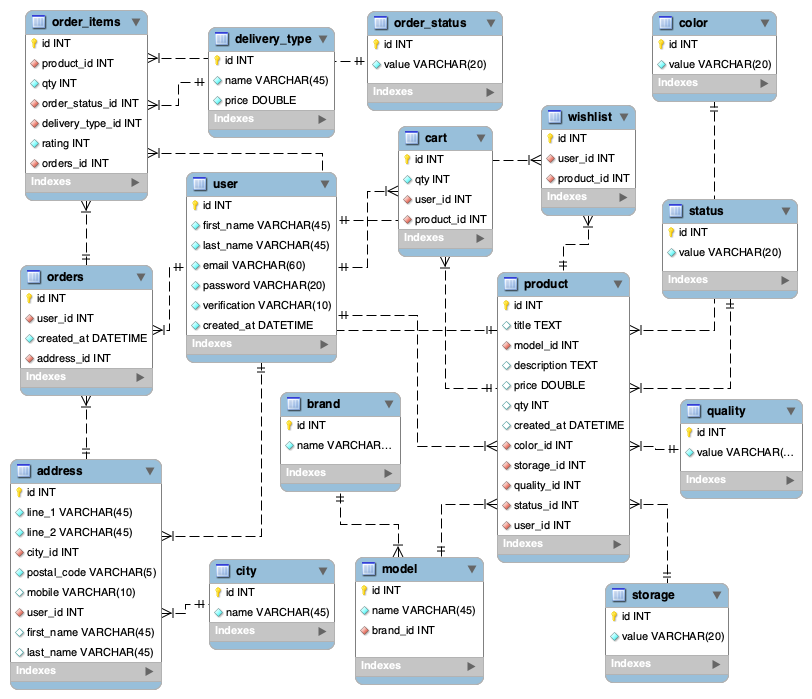 order_items
id INT
product_id INT
qty INT
order_status_id INT
delivery_type_id INT
rating INT
orders_id INT
Indexes
delivery_type
id INT
name VARCHAR(45)
price DOUBLE
Indexes
order_status
id INT
value VARCHAR(20)
Indexes
color
id INT
value VARCHAR(20)
Indexes
cart
id INT
qty INT
user_id INT
product_id INT
Indexes
wishlist
id INT
user_id INT
product_id INT
Indexes
user
id INT
first_name VARCHAR(45)
last_name VARCHAR(45)
email VARCHAR(60)
password VARCHAR(20)
verification VARCHAR(10)
created_at DATETIME
Indexes
status
id INT
value VARCHAR(20)
Indexes
orders
id INT
user_id INT
created_at DATETIME
address_id INT
Indexes
product
id INT
title TEXT
model_id INT
description TEXT
price DOUBLE
qty INT
created_at DATETIME
color_id INT
storage_id INT
quality_id INT
status_id INT
user_id INT
Indexes
brand
id INT
name VARCHAR...
Indexes
quality
id INT
value VARCHAR(...
Indexes
address
id INT
line_1 VARCHAR(45)
line_2 VARCHAR(45)
city_id INT
postal_code VARCHAR(5)
mobile VARCHAR(10)
user_id INT
first_name VARCHAR(45)
last_name VARCHAR(45)
Indexes
city
id INT
name VARCHAR(45)
Indexes
model
id INT
name VARCHAR(45)
brand_id INT
Indexes
storage
id INT
value VARCHAR(20)
Indexes